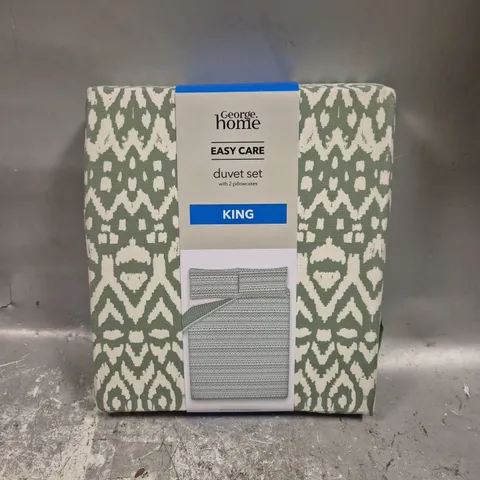 George.
home
EASY CARE
duvet set
with 2 pillowcases
KING